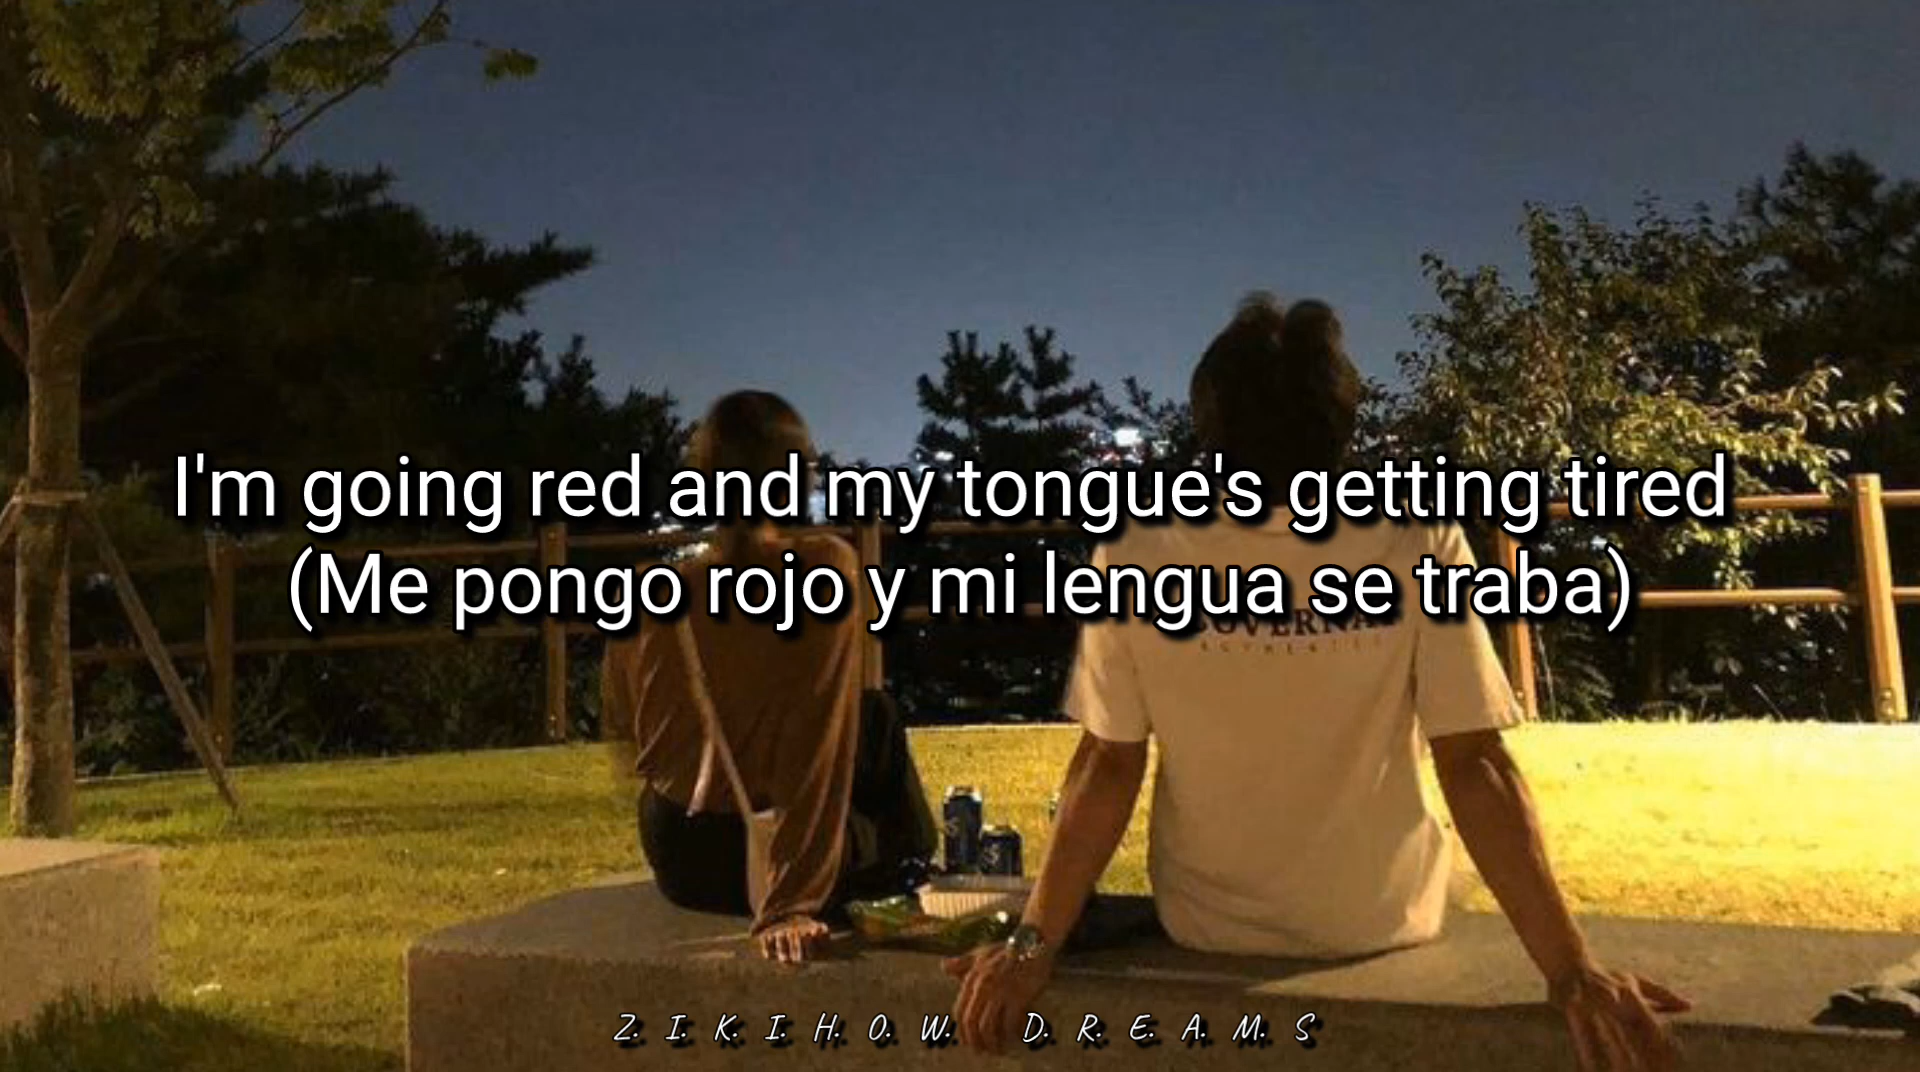 I'm going red and my tongue's getting tired
(Me pongo rojo y mi lengua se traba)
Z. I. K. I. H. O. W. D. R. E. A. M. S